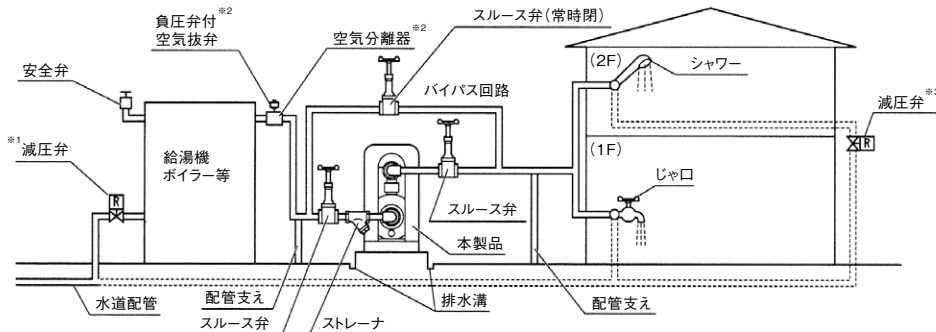 負圧弁付※2
空気抜弁
空気分離器※2
スルース弁(常時閉)
安全弁
バイパス回路
(2F)
シャワー
減圧弁※3
R
※1減圧弁
R
給湯機
ボイラー等
(1F)
じゃ口
スルース弁
本製品
水道配管
配管支え
スルース弁
ストレーナ
排水溝
配管支え